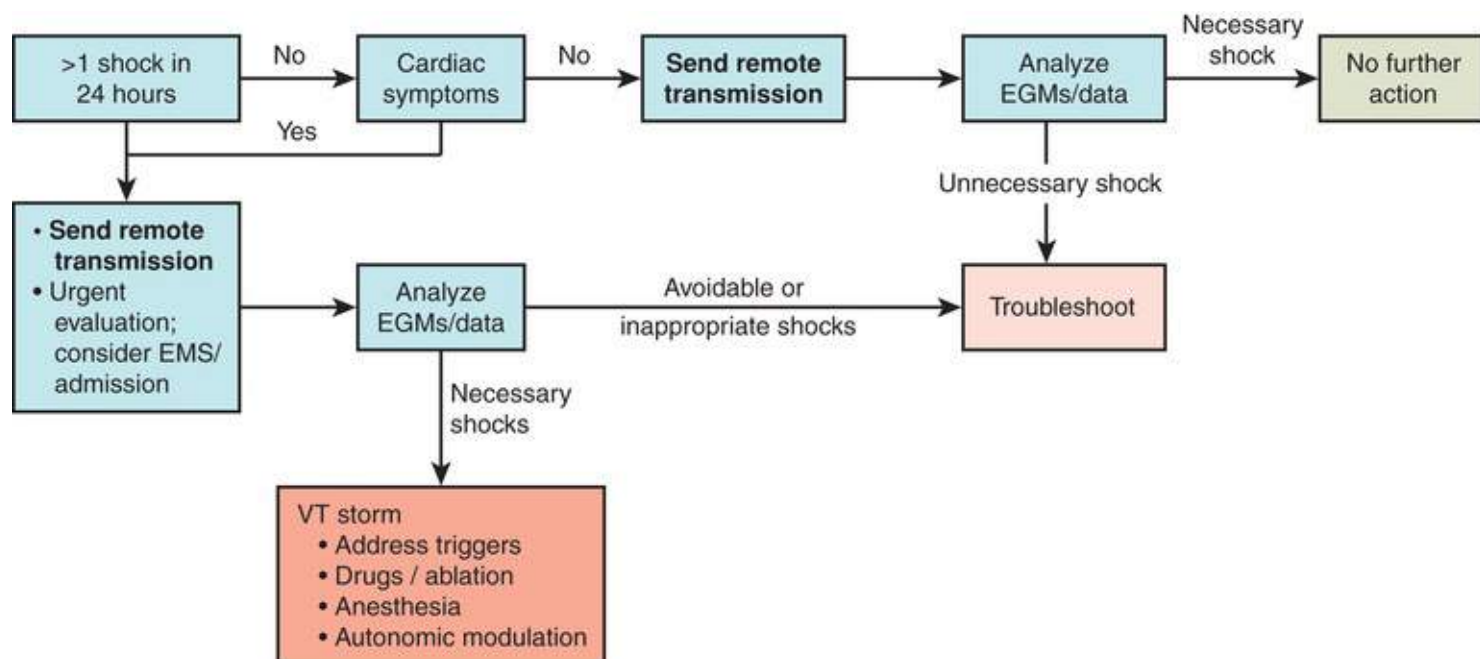 >1 shock in
24 hours
No
Cardiac
symptoms
No
Send remote
transmission
Analyze
EGMs/data
Necessary
shock
No further
action
Yes
Unnecessary shock
• Send remote
transmission
• Urgent
evaluation;
consider EMS/
admission
Analyze
EGMs/data
Avoidable or
inappropriate shocks
Troubleshoot
Necessary
shocks
VT storm
• Address triggers
• Drugs / ablation
• Anesthesia
• Autonomic modulation